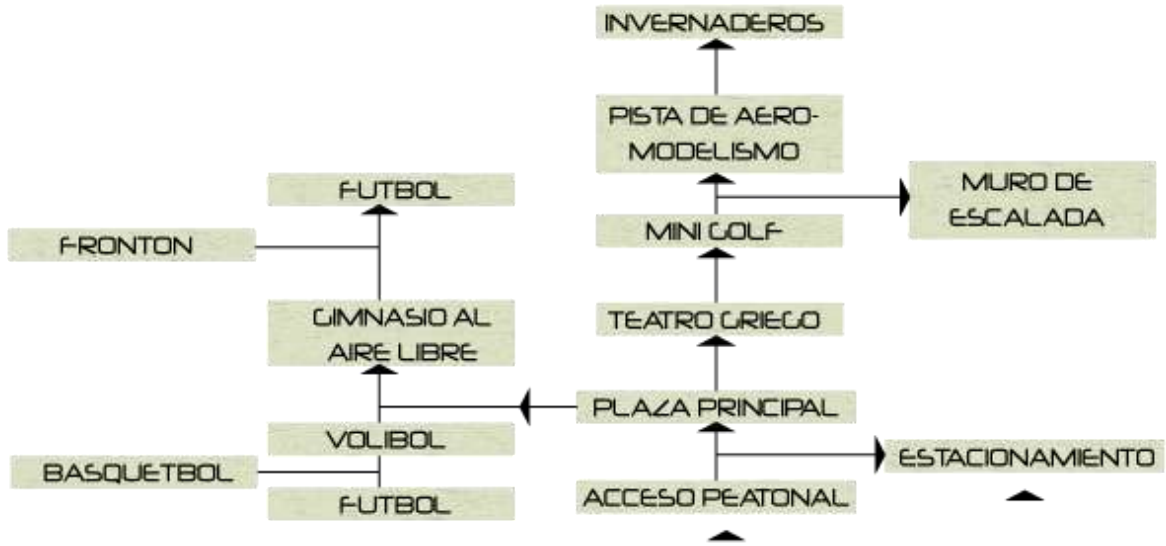 INVERNADEROS
PISTA DE AERO-
MODELISMO
FUTBOL
MURO DE
ESCALADA
FRONTON
MINI GOLF
GIMNASIO AL
AIRE LIBRE
TEATRO GRIEGO
PLAZA PRINCIPAL
VOLIBOL
BASQUETBOL
ESTACIONAMIENTO
FUTBOL
ACCESO PEATONAL